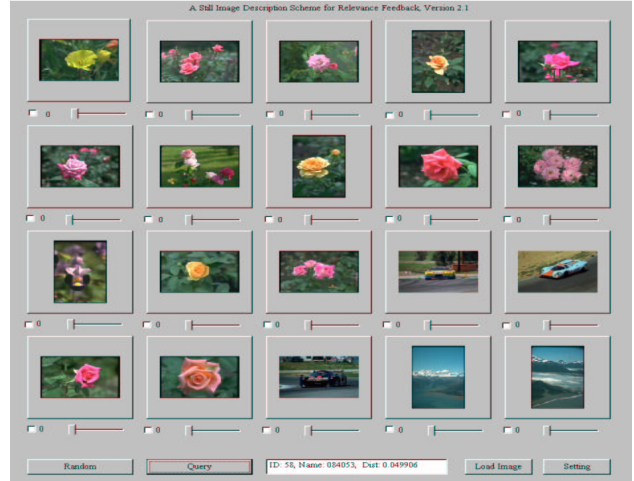 A Still Image Description Scheme for Relevance Feedback, Version 2.1
0 0 0 0 0
0 0 0 0 0
0 0 0 0 0
0 0 0 0 0
Random Query ID: 58, Name: 084053, Dist: 0.049906 Load Image Setting